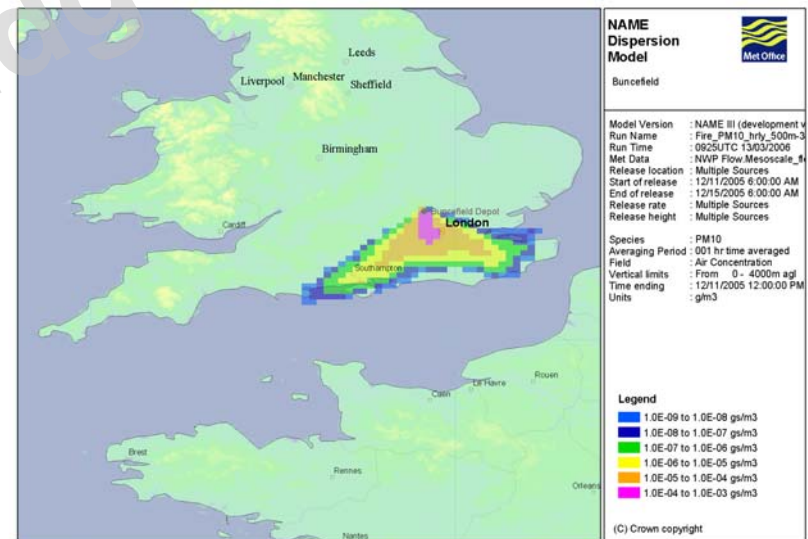 Leeds
Liverpool Manchester Sheffield
Birmingham
Cardiff
Buncefield Depot
London
Southampton
Rouen
Le Havre
Caen
Brest
Rennes
Orleans
Nantes
NAME
Dispersion
Model
Met Office
Buncefield
Model Version : NAME III (development v
Run Name : Fire_PM10_hrly_500m-3
Run Time : 0925UTC 13/03/2006
Met Data : NWP Flow.Mesoscale_
Release location : Multiple Sources
Start of release : 12/11/2005 6:00:00 AM
End of release : 12/15/2005 6:00:00 AM
Release rate : Multiple Sources
Release height : Multiple Sources
Species : PM10
Averaging Period : 001 hr time averaged
Field : Air Concentration
Vertical limits : From 0 - 4000m agl
Time ending : 12/11/2005 12:00:00 PM
Units : g/m3
Legend
1.0E-09 to 1.0E-08 gs/m3
1.0E-08 to 1.0E-07 gs/m3
1.0E-07 to 1.0E-06 gs/m3
1.0E-06 to 1.0E-05 gs/m3
1.0E-05 to 1.0E-04 gs/m3
1.0E-04 to 1.0E-03 gs/m3
(C) Crown copyright